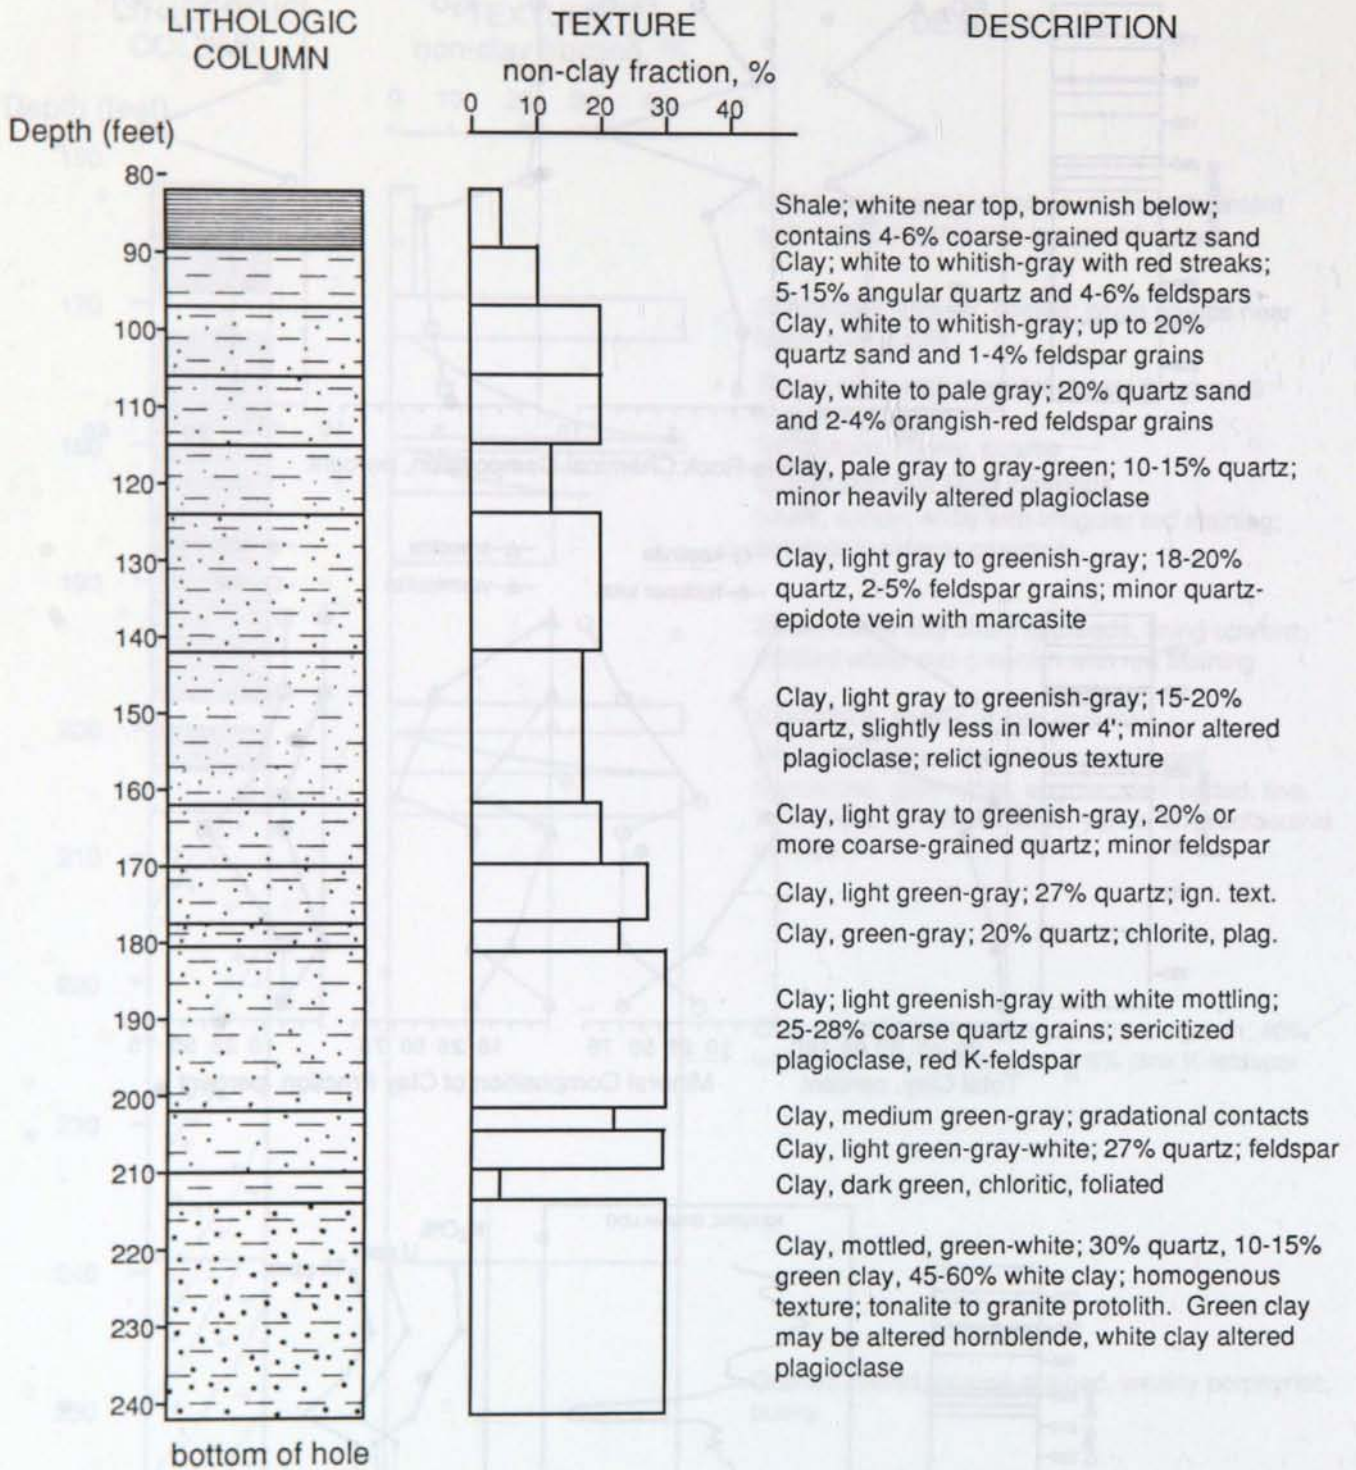 LITHOLOGIC COLUMN
TEXTURE
DESCRIPTION
non-clay fraction, %
0 10 20 30 40
Depth (feet)
80
90
100
110
120
130
140
150
160
170
180
190
200
210
220
230
240
bottom of hole
Shale; white near top, brownish below;
contains 4-6% coarse-grained quartz sand
Clay; white to whitish-gray with red streaks;
5-15% angular quartz and 4-6% feldspars
Clay, white to whitish-gray; up to 20%
quartz sand and 1-4% feldspar grains
Clay, white to pale gray; 20% quartz sand
and 2-4% orangish-red feldspar grains
Clay, pale gray to gray-green; 10-15% quartz;
minor heavily altered plagioclase
Clay, light gray to greenish-gray; 18-20%
quartz, 2-5% feldspar grains; minor quartz-
epidote vein with marcasite
Clay, light gray to greenish-gray; 15-20%
quartz, slightly less in lower 4'; minor altered
plagioclase; relict igneous texture
Clay, light gray to greenish-gray, 20% or
more coarse-grained quartz; minor feldspar
Clay, light green-gray; 27% quartz; ign. text.
Clay, green-gray; 20% quartz; chlorite, plag.
Clay; light greenish-gray with white mottling;
25-28% coarse quartz grains; sericitized
plagioclase, red K-feldspar
Clay, medium green-gray; gradational contacts
Clay, light green-gray-white; 27% quartz; feldspar
Clay, dark green, chloritic, foliated
Clay, mottled, green-white; 30% quartz, 10-15%
green clay, 45-60% white clay; homogenous
texture; tonalite to granite protolith. Green clay
may be altered hornblende, white clay altered
plagioclase